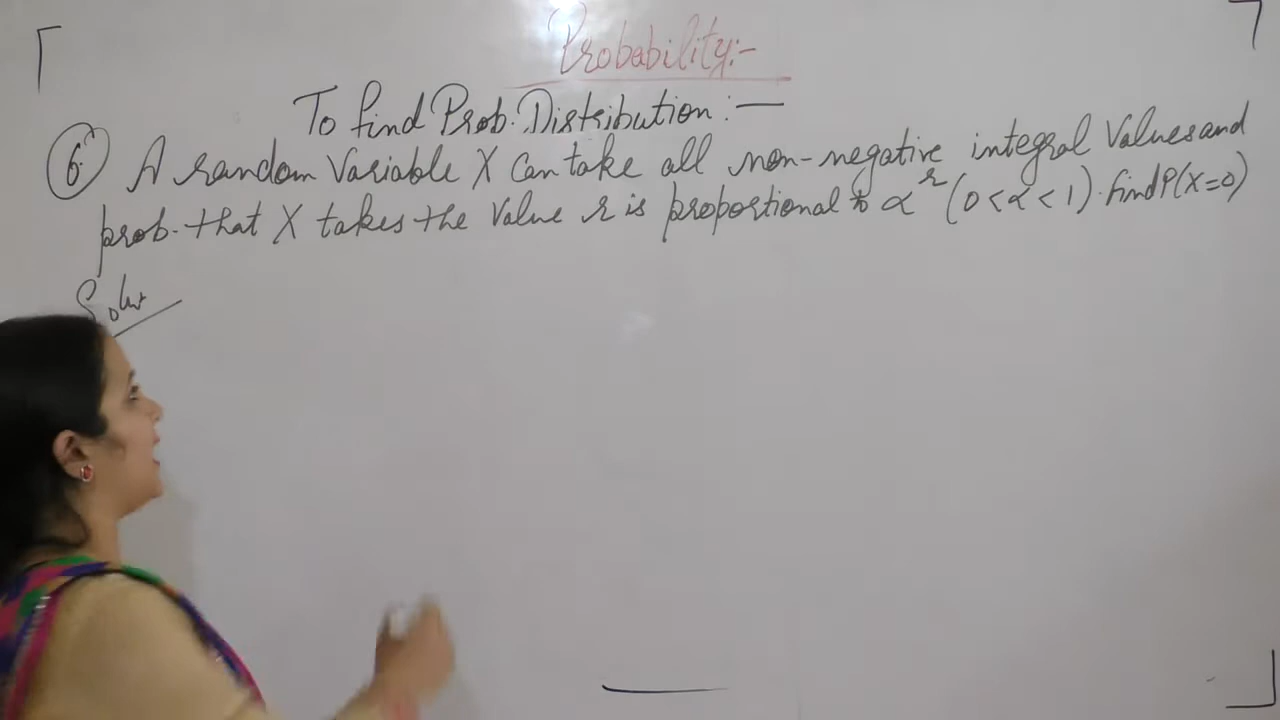 Probability:-
To find Prob. Distribution:—
6. A random Variable X can take all non-negative integral Values and
prob. that X takes the Value r is proportional to α^r (0<α<1). find P(X=0)
Solu